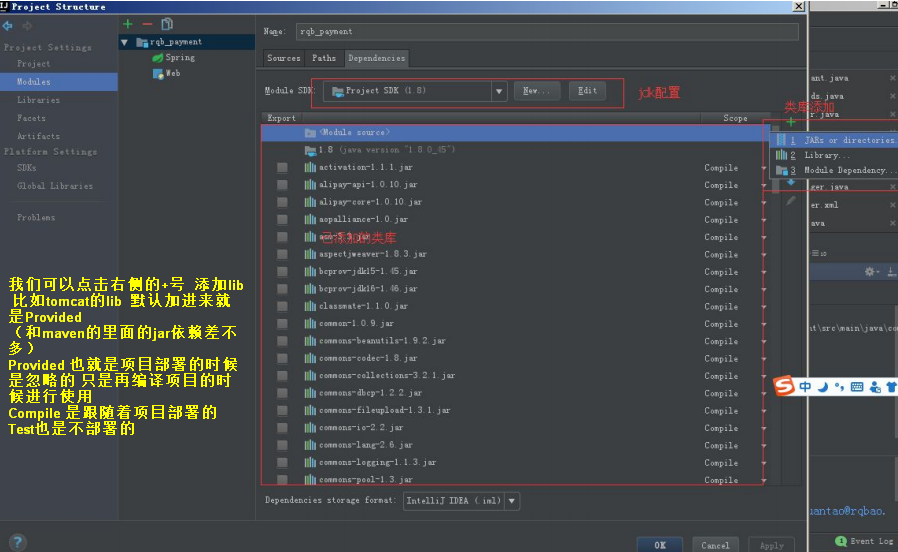 Project Structure
Project Settings
Project
Modules
Libraries
Facets
Artifacts
Platform Settings
SDKs
Global Libraries
Problems
rqb_payment
Spring
Web
Name: rqb_payment
Sources Paths Dependencies
Module SDK: Project SDK (1.8) New... Edit
jdk配置
类库添加
Export Scope
<Module source>
1.8 (java version "1.8.0_45")
activation-1.1.1.jar Compile
alipay-api-1.0.10.jar Compile
alipay-core-1.0.10.jar Compile
aopalliance-1.0.jar Compile
asm-3.3.jar Compile
已添加的类库
aspectjweaver-1.8.3.jar Compile
bcprov-jdk15-1.45.jar Compile
bcprov-jdk16-1.46.jar Compile
classmate-1.1.0.jar Compile
common-1.0.9.jar Compile
commons-beanutils-1.9.2.jar Compile
commons-codec-1.8.jar Compile
commons-collections-3.2.1.jar Compile
commons-dbcp-1.2.2.jar Compile
commons-fileupload-1.3.1.jar Compile
commons-io-2.2.jar Compile
commons-lang-2.6.jar Compile
commons-logging-1.1.3.jar Compile
commons-pool-1.3.jar Compile
1 JARs or directories.
2 Library...
3 Module Dependency...
我们可以点击右侧的+号 添加lib
比如tomcat的lib 默认加进来就
是Provided
（和maven的里面的jar依赖差不
多）
Provided 也就是项目部署的时候
是忽略的 只是再编译项目的时
候进行使用
Compile 是跟随着项目部署的
Test也是不部署的
Dependencies storage format: IntelliJ IDEA (.iml)
OK Cancel Apply
ant.java
ds.java
r.java
ger.java
er.xml
ava
nt\src\main\java\co
中
uantao@rqbao.
1 Event Log